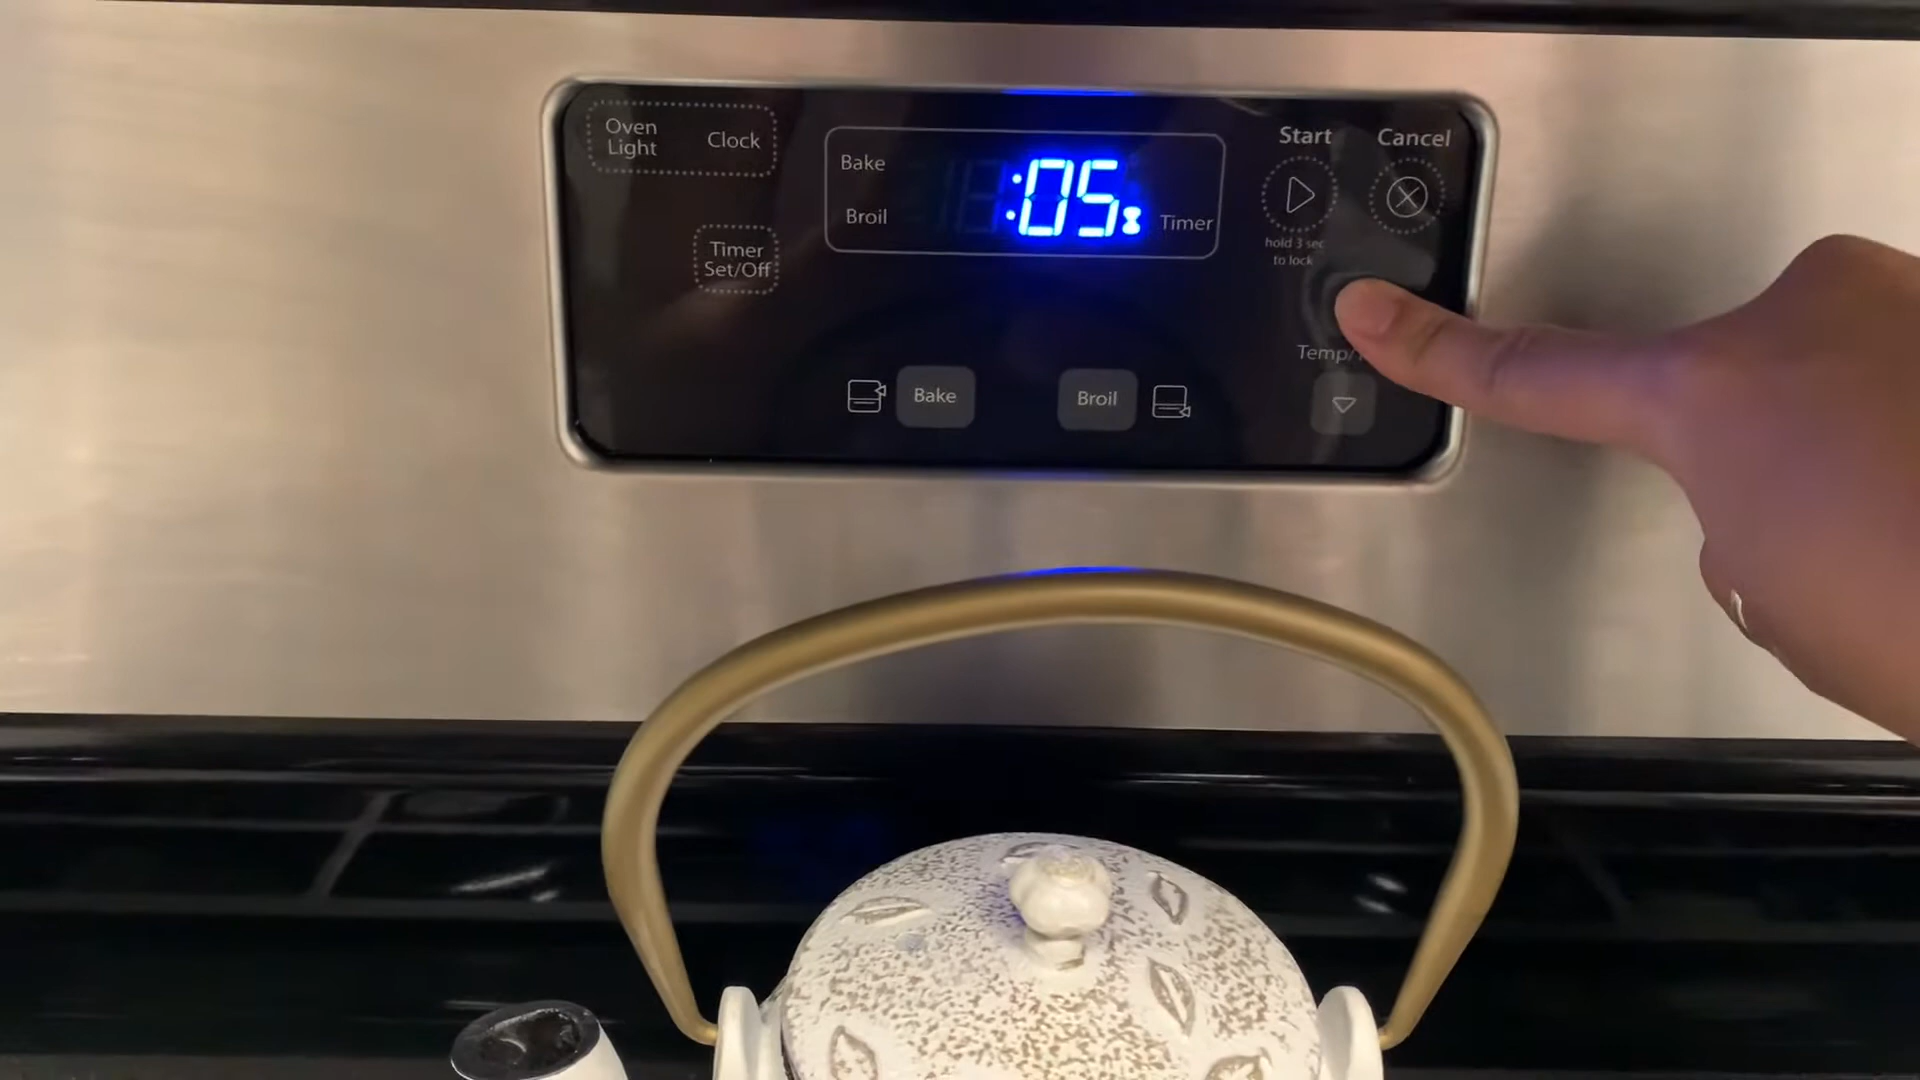 Oven
Light
Clock
Timer
Set/Off
Bake
Broil
:05
Timer
Start
Cancel
hold 3 sec
to lock
Temp/
Bake
Broil